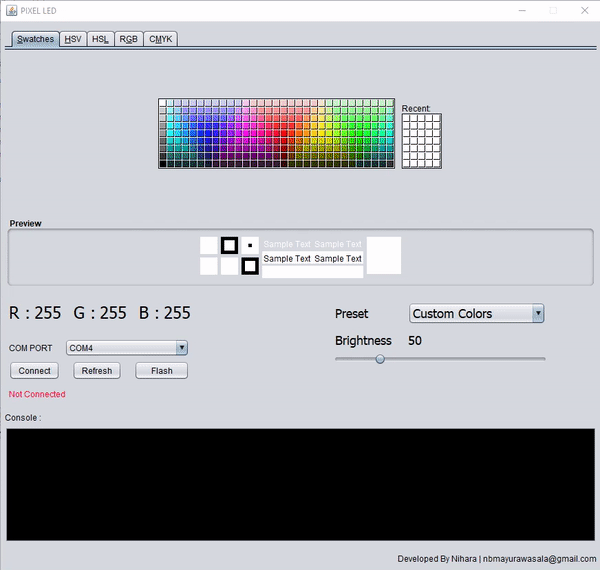 PIXEL LED
Swatches HSV HSL RGB CMYK
Recent:
Preview
Sample Text Sample Text
Sample Text Sample Text
R : 255 G : 255 B : 255
Preset Custom Colors
Brightness 50
COM PORT COM4
Connect Refresh Flash
Not Connected
Console :
Developed By Nihara | nbmayurawasala@gmail.com